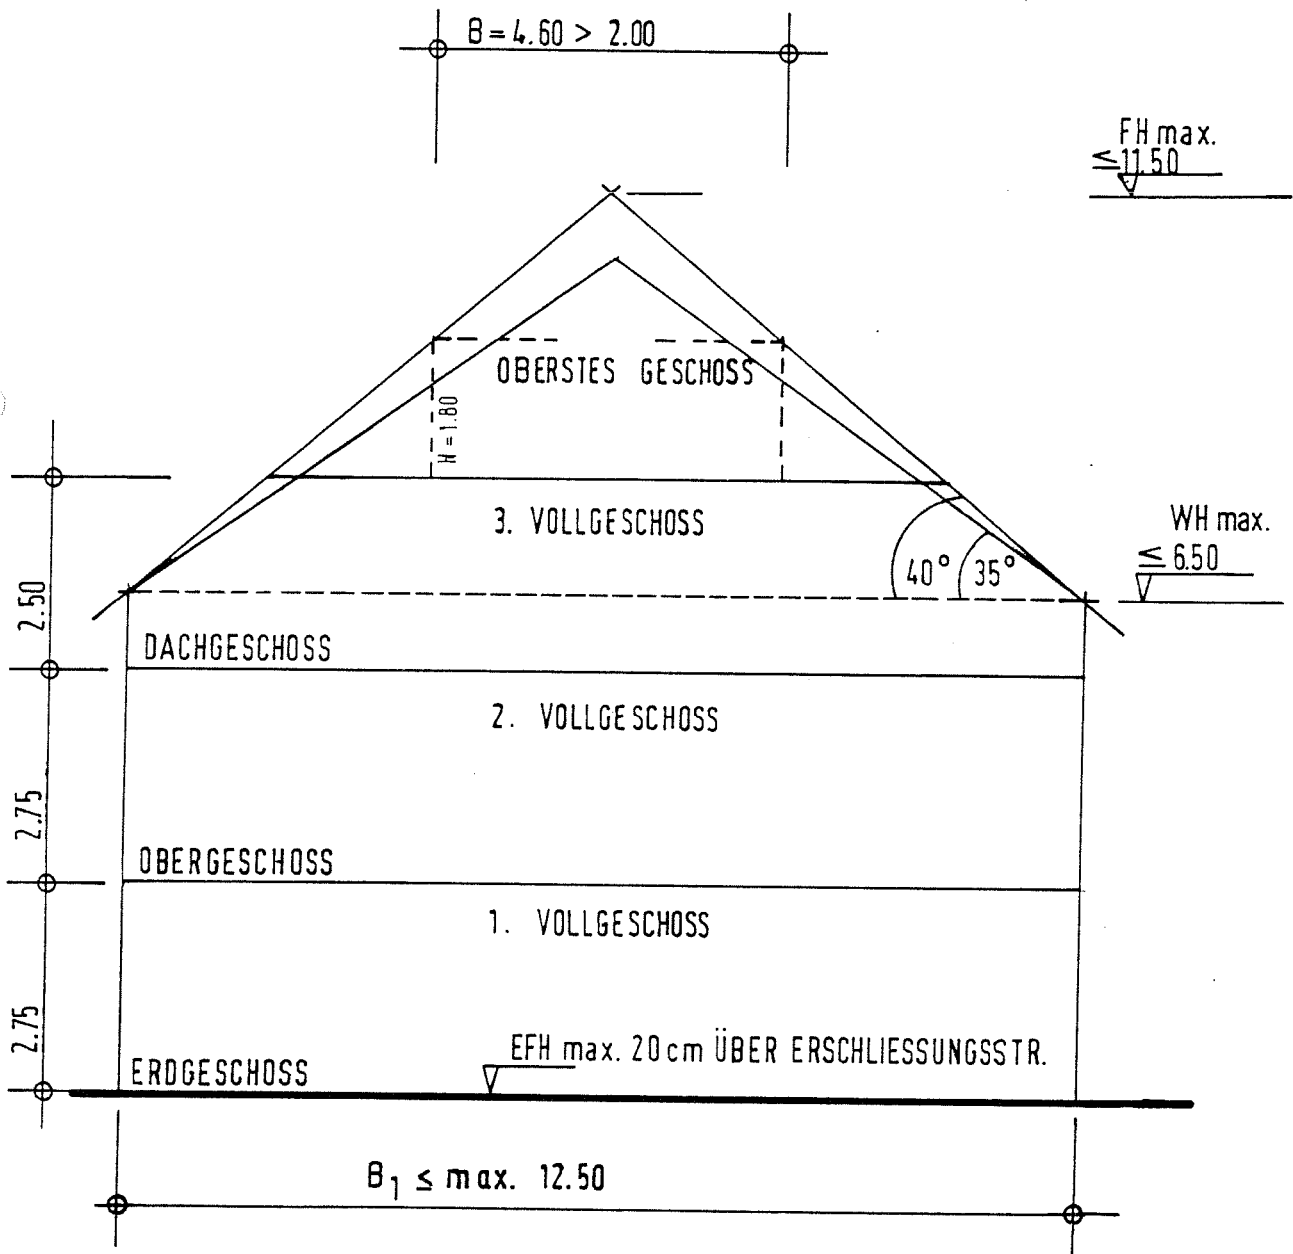 B = 4.60 > 2.00
FH max.
≤ 11.50
OBERSTES GESCHOSS
H = 1.80
3. VOLLGESCHOSS
WH max.
≤ 6.50
40° 35°
2.50
DACHGESCHOSS
2. VOLLGESCHOSS
2.75
OBERGESCHOSS
1. VOLLGESCHOSS
2.75
EFH max. 20 cm ÜBER ERSCHLIESSUNGSSTR.
ERDGESCHOSS
B1 ≤ max. 12.50